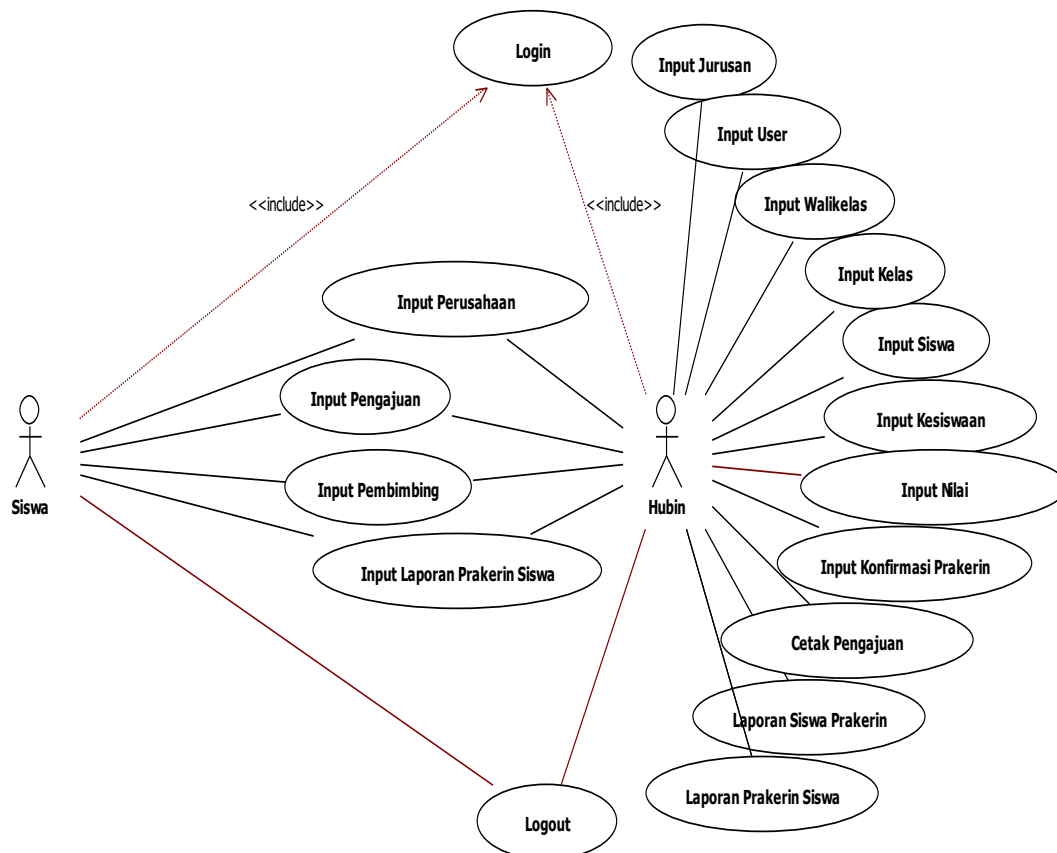 Login
Input Jurusan
Input User
<<include>>
<<include>>
Input Walikelas
Input Kelas
Input Perusahaan
Input Siswa
Input Pengajuan
Input Kesiswaan
Input Pembimbing
Input Nilai
Siswa
Hubin
Input Laporan Prakerin Siswa
Input Konfirmasi Prakerin
Cetak Pengajuan
Laporan Siswa Prakerin
Laporan Prakerin Siswa
Logout